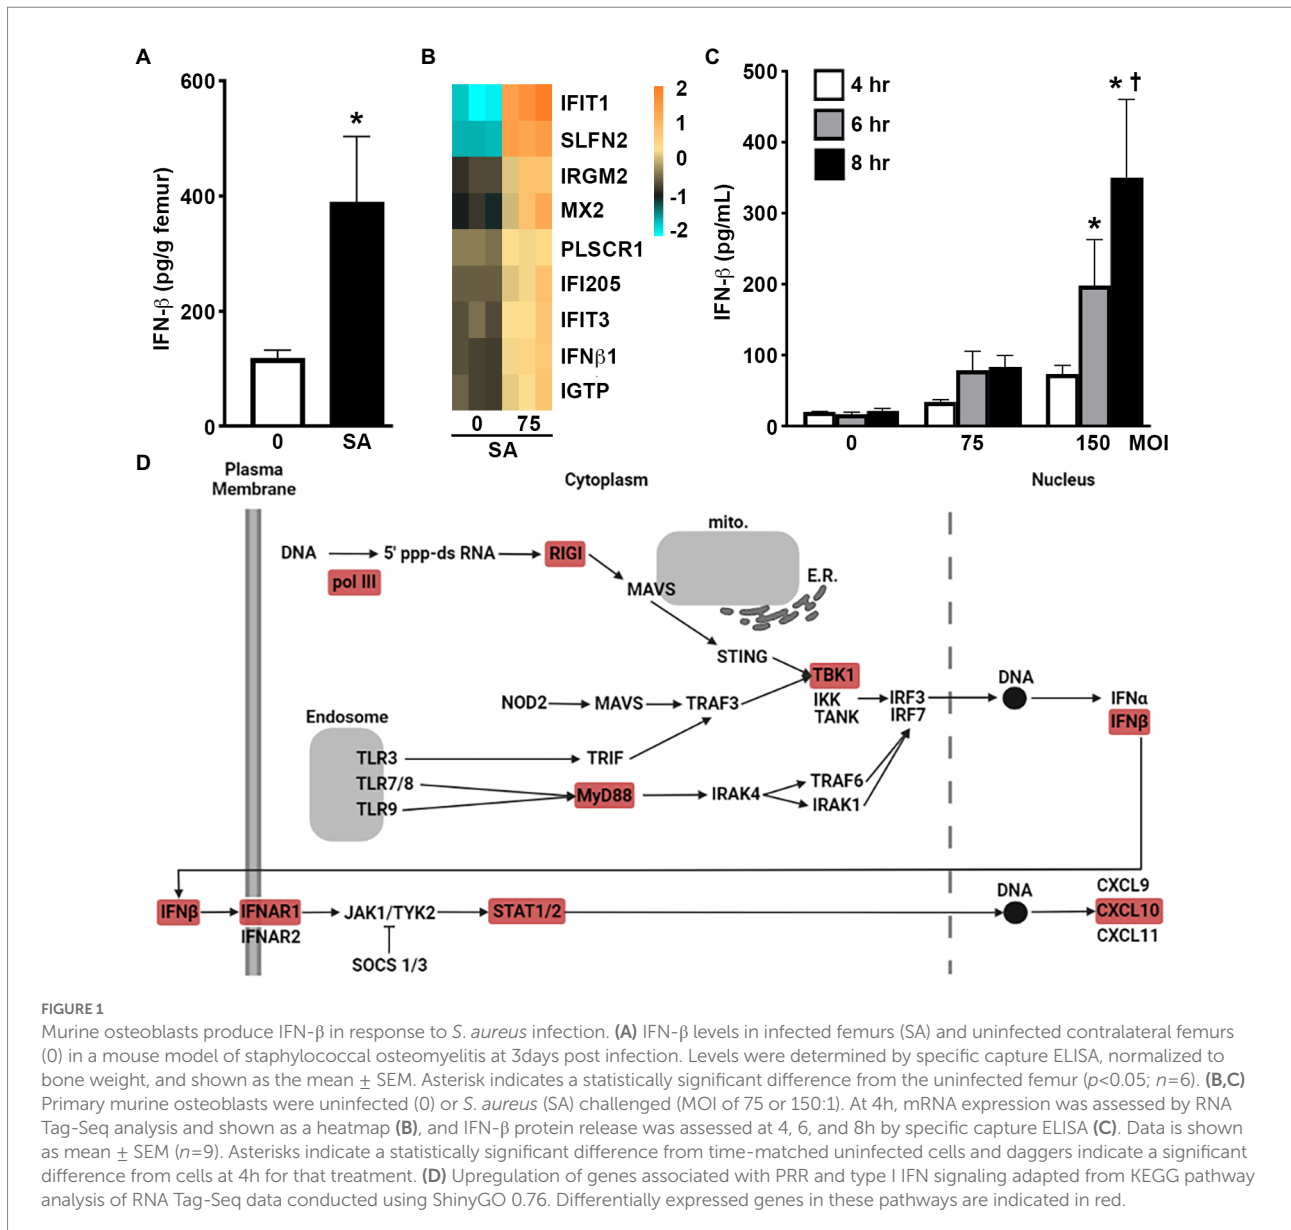 A
600
400
200
0
IFN-β (pg/g femur)
*
0
SA
B
IFIT1
SLFN2
IRGM2
MX2
PLSCR1
IFI205
IFIT3
IFNβ1
IGTP
0 75
SA
2
1
0
-1
-2
C
500
400
300
200
100
0
IFN-β (pg/mL)
4 hr
6 hr
8 hr
*
* †
0 75 150 MOI
D
Plasma
Membrane
Cytoplasm
Nucleus
mito.
DNA
5' ppp-ds RNA
RIGI
pol III
MAVS
E.R.
STING
TBK1
IKK
TANK
NOD2
MAVS
TRAF3
IRF3
IRF7
DNA
IFNα
IFNβ
Endosome
TLR3
TRIF
TLR7/8
TLR9
MyD88
IRAK4
TRAF6
IRAK1
IFNβ
IFNAR1
IFNAR2
JAK1/TYK2
SOCS 1/3
STAT1/2
DNA
CXCL9
CXCL10
CXCL11
FIGURE 1
Murine osteoblasts produce IFN-β in response to S. aureus infection. (A) IFN-β levels in infected femurs (SA) and uninfected contralateral femurs
(0) in a mouse model of staphylococcal osteomyelitis at 3days post infection. Levels were determined by specific capture ELISA, normalized to
bone weight, and shown as the mean ± SEM. Asterisk indicates a statistically significant difference from the uninfected femur (p<0.05; n=6). (B,C)
Primary murine osteoblasts were uninfected (0) or S. aureus (SA) challenged (MOI of 75 or 150:1). At 4h, mRNA expression was assessed by RNA
Tag-Seq analysis and shown as a heatmap (B), and IFN-β protein release was assessed at 4, 6, and 8h by specific capture ELISA (C). Data is shown
as mean ± SEM (n=9). Asterisks indicate a statistically significant difference from time-matched uninfected cells and daggers indicate a significant
difference from cells at 4h for that treatment. (D) Upregulation of genes associated with PRR and type I IFN signaling adapted from KEGG pathway
analysis of RNA Tag-Seq data conducted using ShinyGO 0.76. Differentially expressed genes in these pathways are indicated in red.